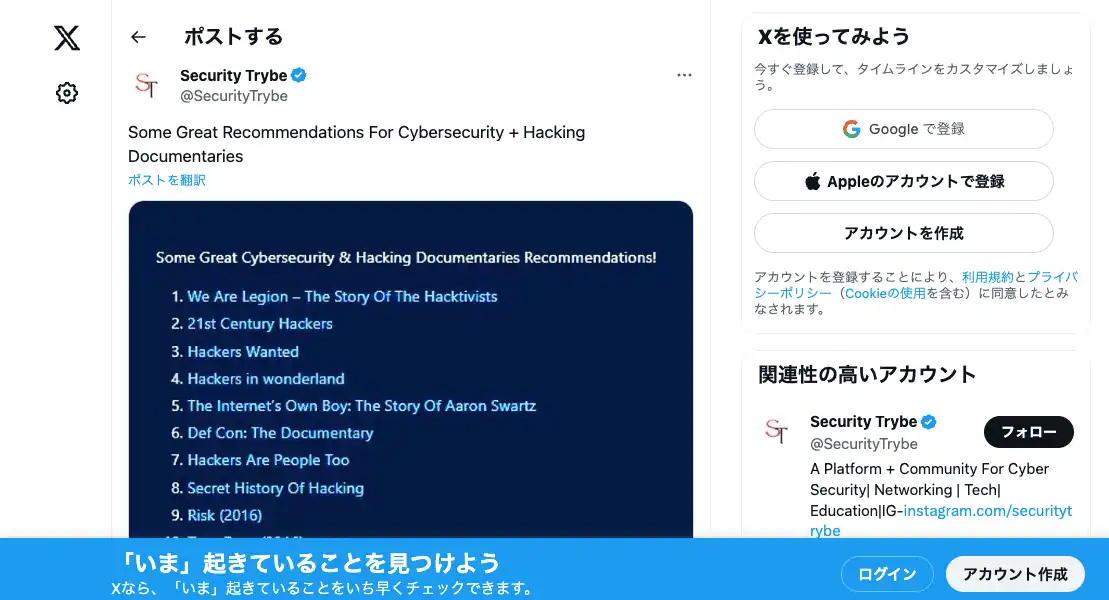 ポストする
Security Trybe
@SecurityTrybe
Some Great Recommendations For Cybersecurity + Hacking
Documentaries
ポストを翻訳
Some Great Cybersecurity & Hacking Documentaries Recommendations!
1. We Are Legion – The Story Of The Hacktivists
2. 21st Century Hackers
3. Hackers Wanted
4. Hackers in wonderland
5. The Internet’s Own Boy: The Story Of Aaron Swartz
6. Def Con: The Documentary
7. Hackers Are People Too
8. Secret History Of Hacking
9. Risk (2016)
Xを使ってみよう
今すぐ登録して、タイムラインをカスタマイズしましょ
う。
Google で登録
Appleのアカウントで登録
アカウントを作成
アカウントを登録することにより、利用規約とプライバ
シーポリシー（Cookieの使用を含む）に同意したとみ
なされます。
関連性の高いアカウント
Security Trybe
@SecurityTrybe
フォロー
A Platform + Community For Cyber
Security| Networking | Tech|
Education|IG-instagram.com/securityt
rybe
「いま」起きていることを見つけよう
Xなら、「いま」起きていることをいち早くチェックできます。
ログイン
アカウント作成